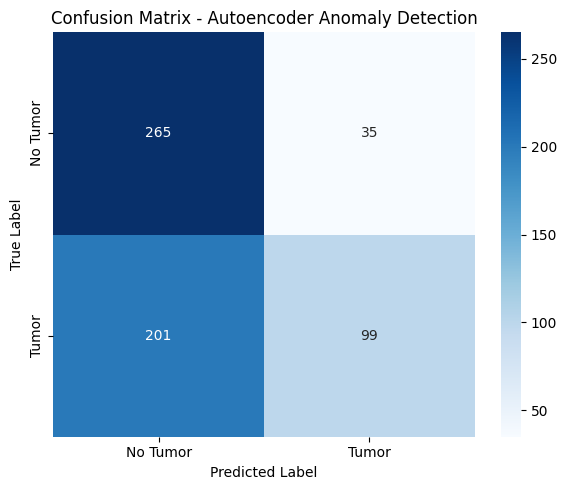 Confusion Matrix - Autoencoder Anomaly Detection
No Tumor
265
35
250
200
150
100
50
True Label
Tumor
201
99
No Tumor
Tumor
Predicted Label